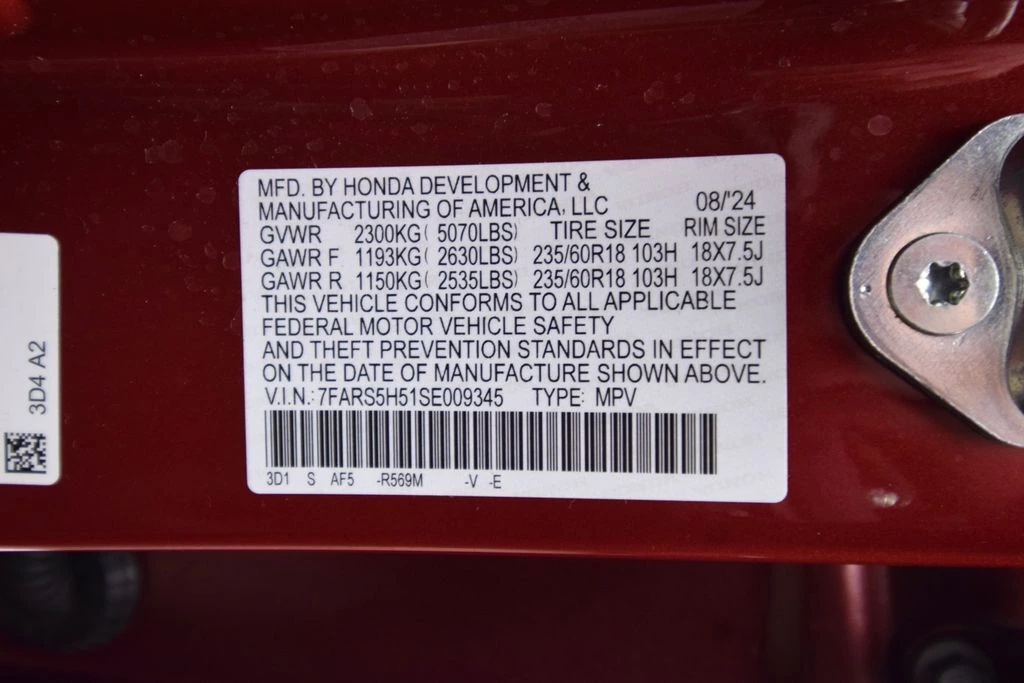 MFD. BY HONDA DEVELOPMENT &
MANUFACTURING OF AMERICA, LLC 08/'24
GVWR 2300KG( 5070LBS) TIRE SIZE RIM SIZE
GAWR F 1193KG( 2630LBS) 235/60R18 103H 18X7.5J
GAWR R 1150KG( 2535LBS) 235/60R18 103H 18X7.5J
THIS VEHICLE CONFORMS TO ALL APPLICABLE
FEDERAL MOTOR VEHICLE SAFETY
AND THEFT PREVENTION STANDARDS IN EFFECT
ON THE DATE OF MANUFACTURE SHOWN ABOVE.
V.I.N.: 7FARS5H51SE009345 TYPE: MPV
3D1 S AF5 -R569M -V -E
3D4 A2